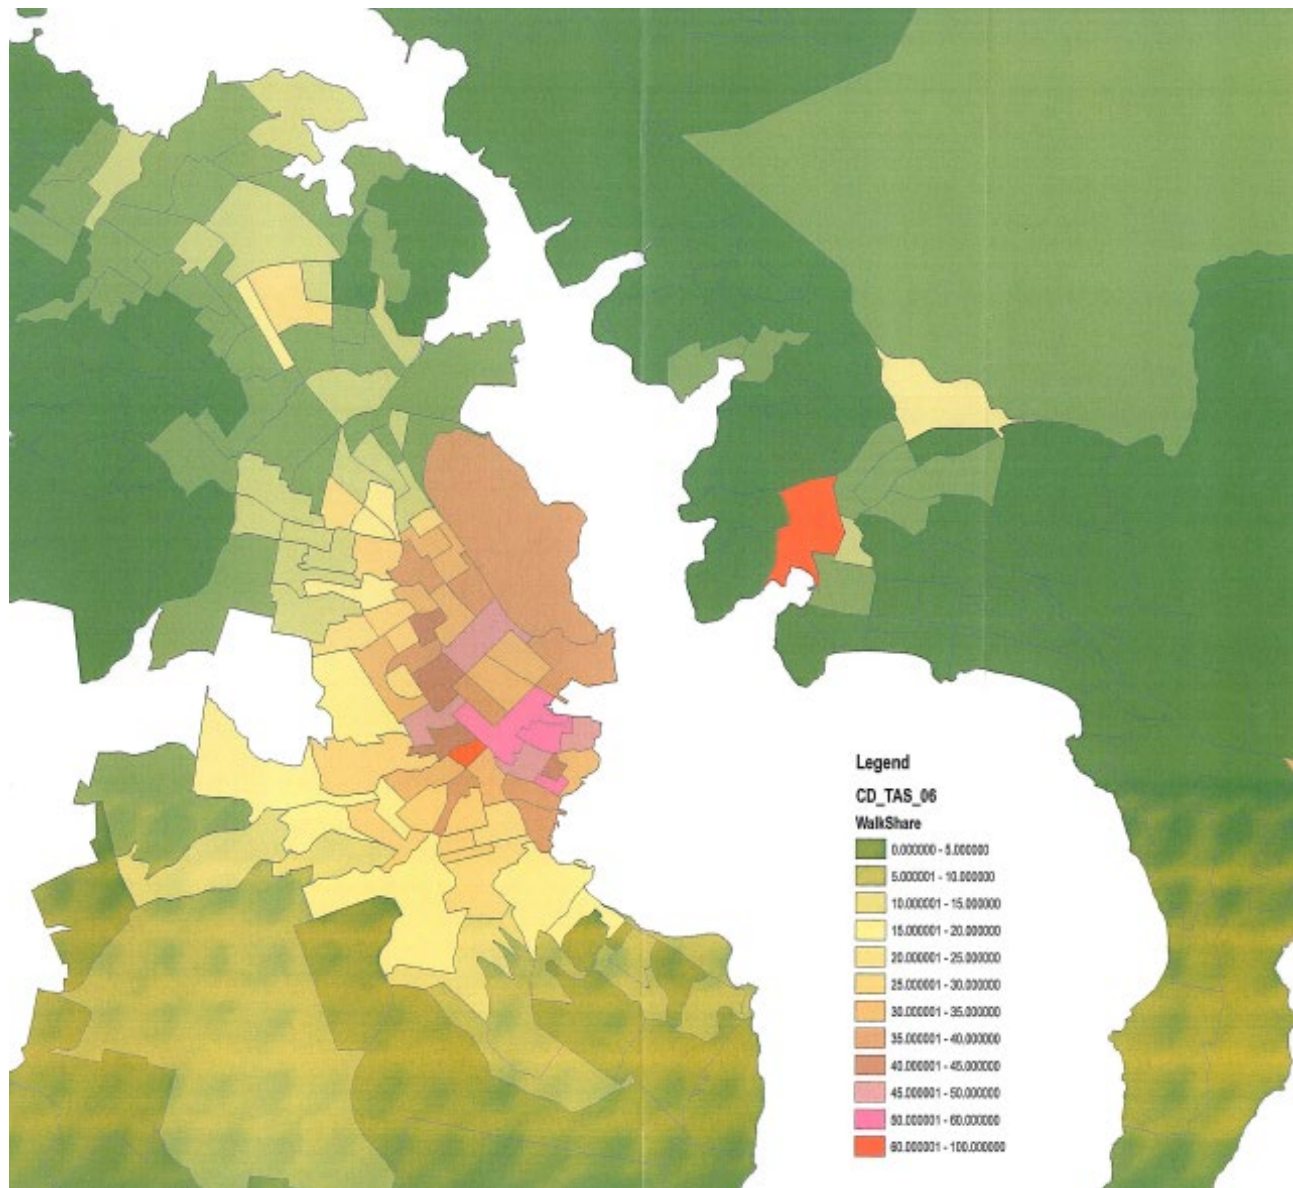 Legend
CD_TAS_06
WalkShare
0.000000 - 5.000000
5.000001 - 10.000000
10.000001 - 15.000000
15.000001 - 20.000000
20.000001 - 25.000000
25.000001 - 30.000000
30.000001 - 35.000000
35.000001 - 40.000000
40.000001 - 45.000000
45.000001 - 50.000000
50.000001 - 60.000000
60.000001 - 100.000000